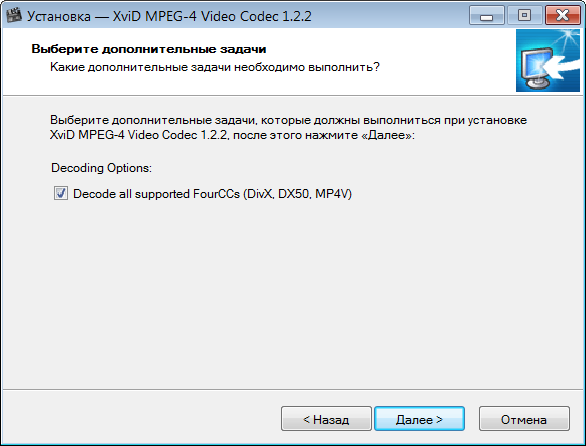 Установка — XviD MPEG-4 Video Codec 1.2.2
Выберите дополнительные задачи
Какие дополнительные задачи необходимо выполнить?
Выберите дополнительные задачи, которые должны выполниться при установке
XviD MPEG-4 Video Codec 1.2.2, после этого нажмите «Далее»:
Decoding Options:
Decode all supported FourCCs (DivX, DX50, MP4V)
< Назад
Далее >
Отмена